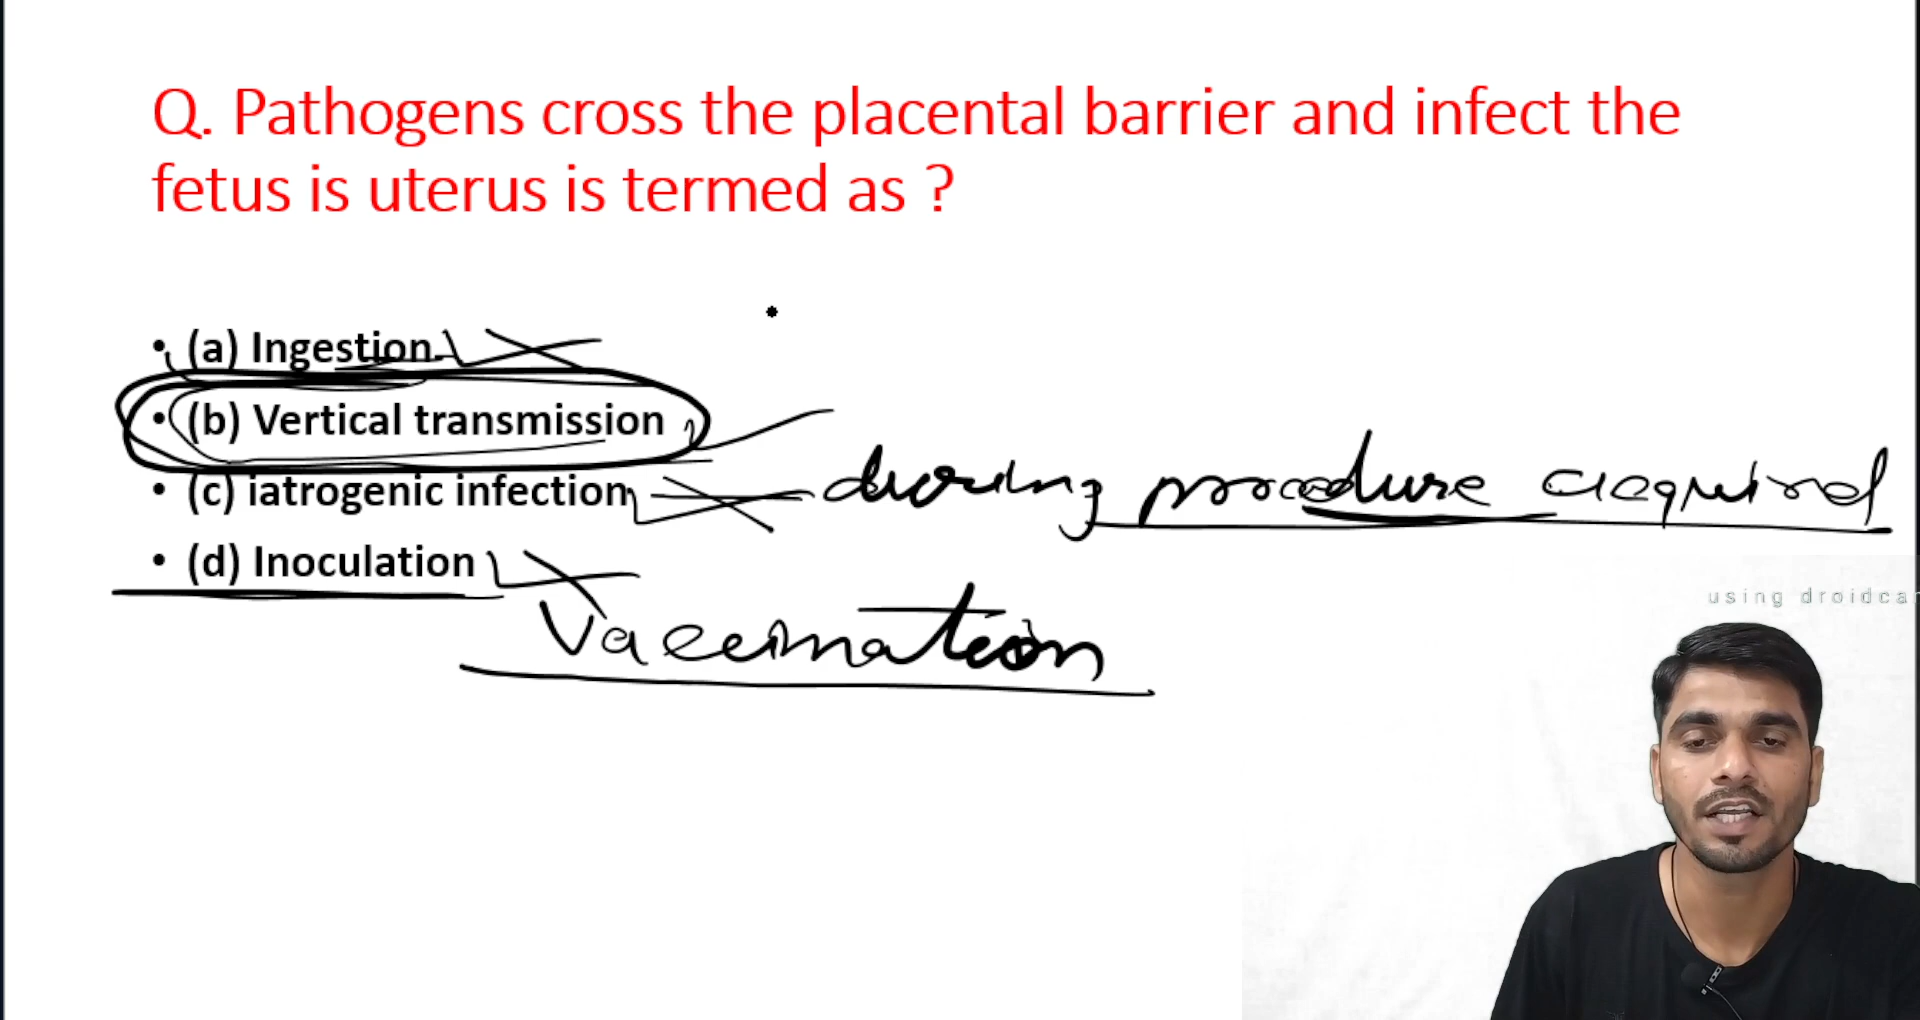 Q. Pathogens cross the placental barrier and infect the
fetus is uterus is termed as ?
• (a) Ingestion
• (b) Vertical transmission
• (c) iatrogenic infection
during procedure acquired
• (d) Inoculation
Vaccination
using droidca